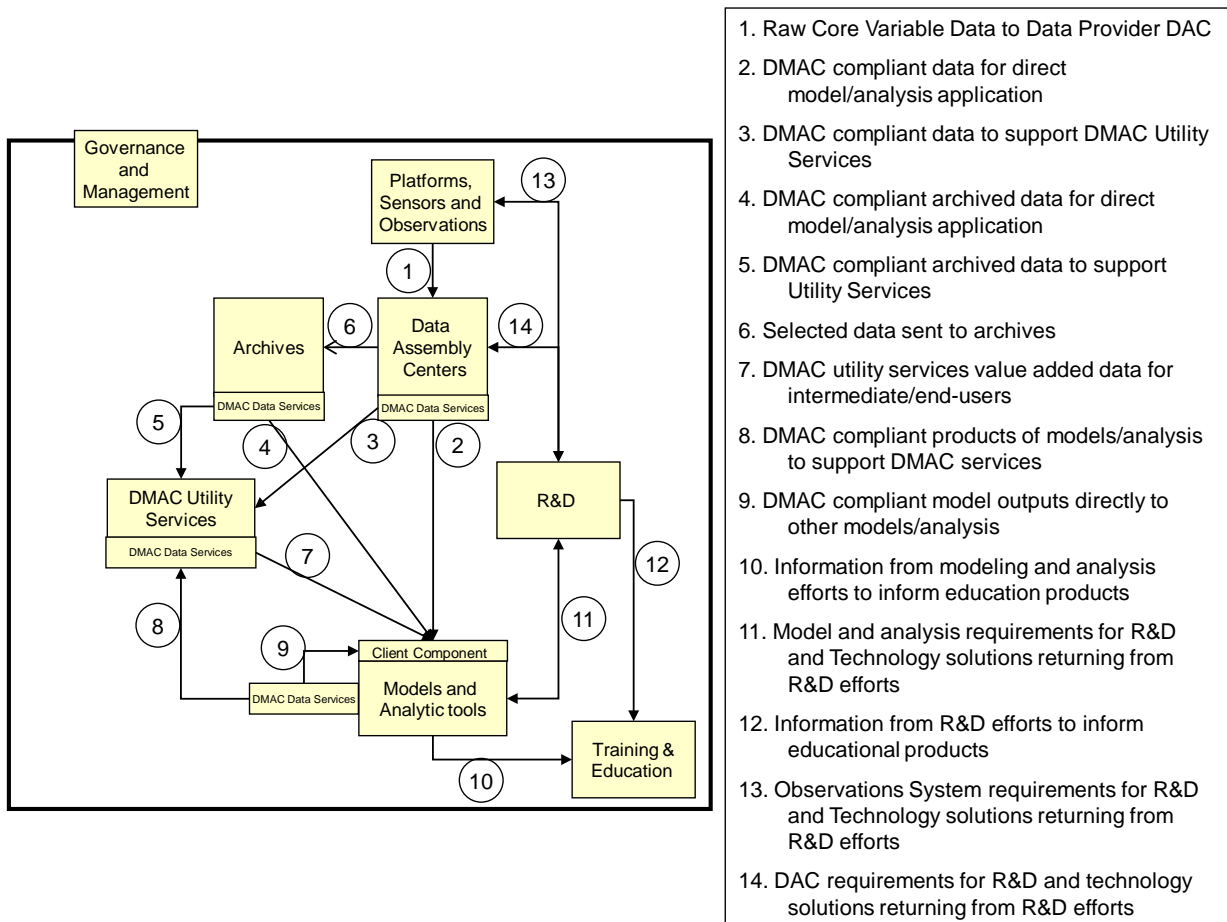 Governance
and
Management
Platforms,
Sensors and
Observations
13
1
Archives
6
Data
Assembly
Centers
14
DMAC Data Services
DMAC Data Services
5
4
3
2
DMAC Utility
Services
DMAC Data Services
R&D
7
12
8
11
9
Client Component
DMAC Data Services
Models and
Analytic tools
10
Training &
Education
1. Raw Core Variable Data to Data Provider DAC
2. DMAC compliant data for direct
model/analysis application
3. DMAC compliant data to support DMAC Utility
Services
4. DMAC compliant archived data for direct
model/analysis application
5. DMAC compliant archived data to support
Utility Services
6. Selected data sent to archives
7. DMAC utility services value added data for
intermediate/end-users
8. DMAC compliant products of models/analysis
to support DMAC services
9. DMAC compliant model outputs directly to
other models/analysis
10. Information from modeling and analysis
efforts to inform education products
11. Model and analysis requirements for R&D
and Technology solutions returning from
R&D efforts
12. Information from R&D efforts to inform
educational products
13. Observations System requirements for R&D
and Technology solutions returning from
R&D efforts
14. DAC requirements for R&D and technology
solutions returning from R&D efforts